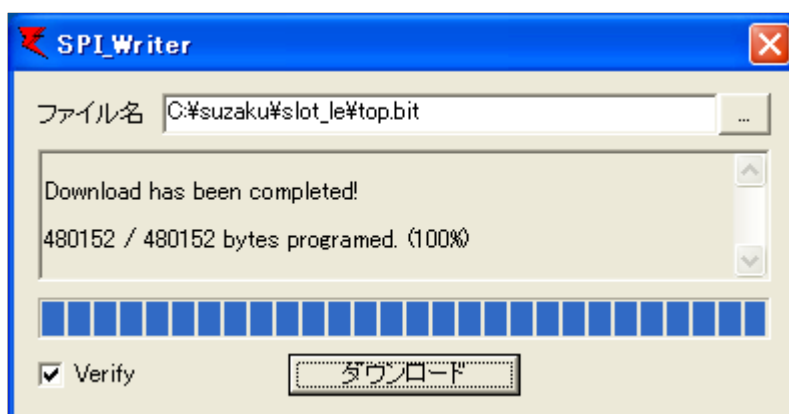 SPI_Writer
ファイル名 C:¥suzaku¥slot_le¥top.bit ...
Download has been completed!
480152 / 480152 bytes programed. (100%)
Verify ダウンロード